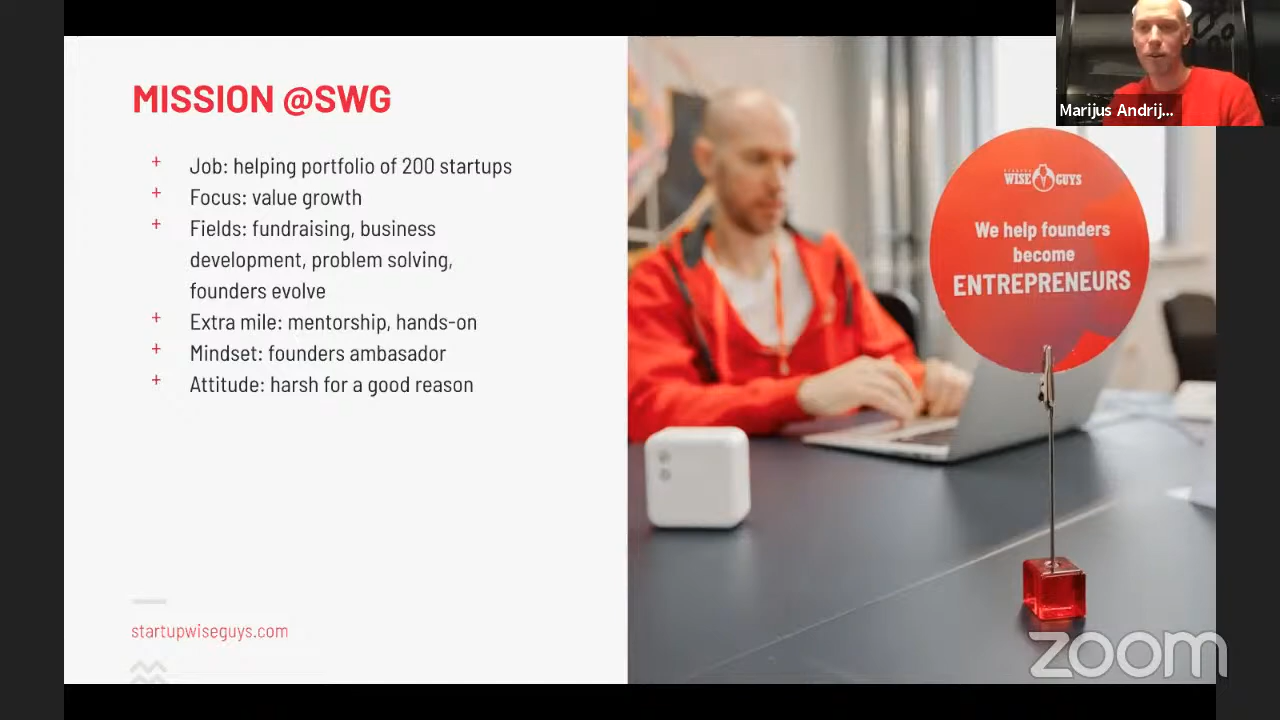 MISSION @SWG
+ Job: helping portfolio of 200 startups
+ Focus: value growth
+ Fields: fundraising, business
development, problem solving,
founders evolve
+ Extra mile: mentorship, hands-on
+ Mindset: founders ambasador
+ Attitude: harsh for a good reason
startupwiseguys.com
Marijus Andrij...
STARTUP
WISE GUYS
We help founders
become
ENTREPRENEURS
zoom